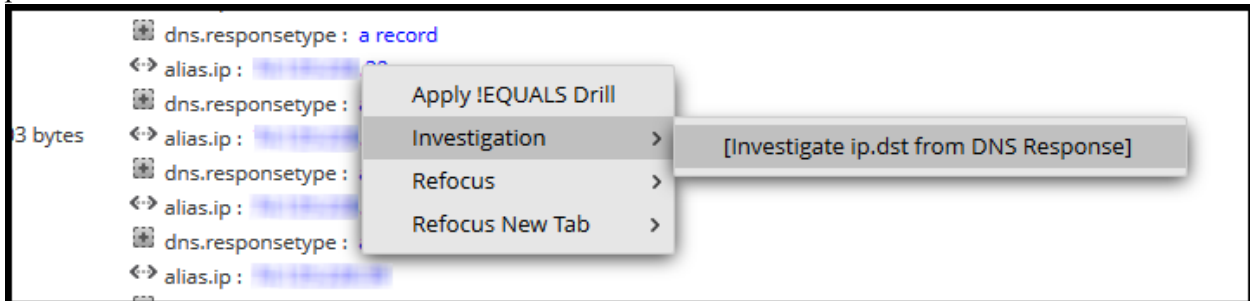 dns.responsetype : a record
alias.ip :
Apply !EQUALS Drill
dns.responsetype :
3 bytes
alias.ip :
Investigation
[Investigate ip.dst from DNS Response]
dns.responsetype :
Refocus
alias.ip :
Refocus New Tab
dns.responsetype :
alias.ip :